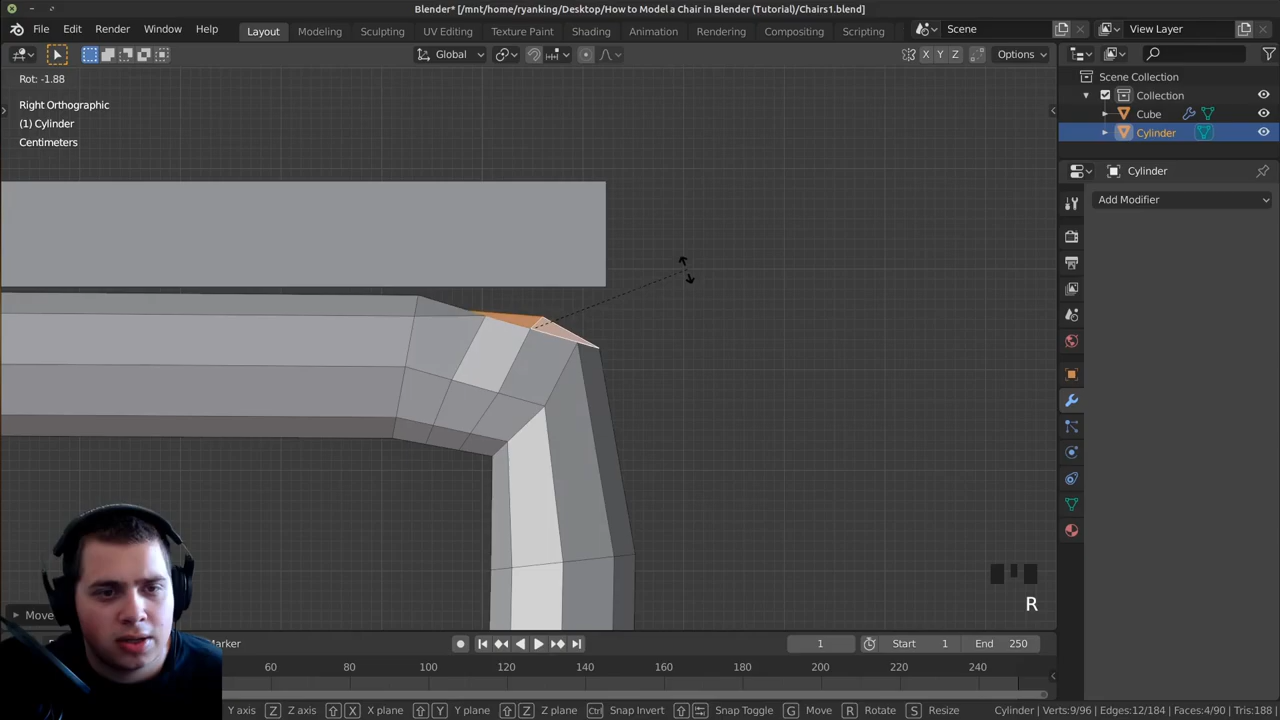 Blender* [/mnt/home/ryanking/Desktop/How to Model a Chair in Blender (Tutorial)/Chairs1.blend]
File Edit Render Window Help Layout Modeling Sculpting UV Editing Texture Paint Shading Animation Rendering Compositing Scripting Scene View Layer
Global X Y Z Options
Rot: -1.88
Right Orthographic
(1) Cylinder
Centimeters
Scene Collection
Collection
Cube
Cylinder
Cylinder
Add Modifier
R
Move
Marker
1 Start 1 End 250
60 80 100 120 140 160 180 200 220 240
Y axis Z Z axis X X plane Y Y plane Z Z plane Ctrl Snap Invert Snap Toggle G Move R Rotate S Resize Cylinder | Verts:9/96 | Edges:12/184 | Faces:4/90 | Tris:188